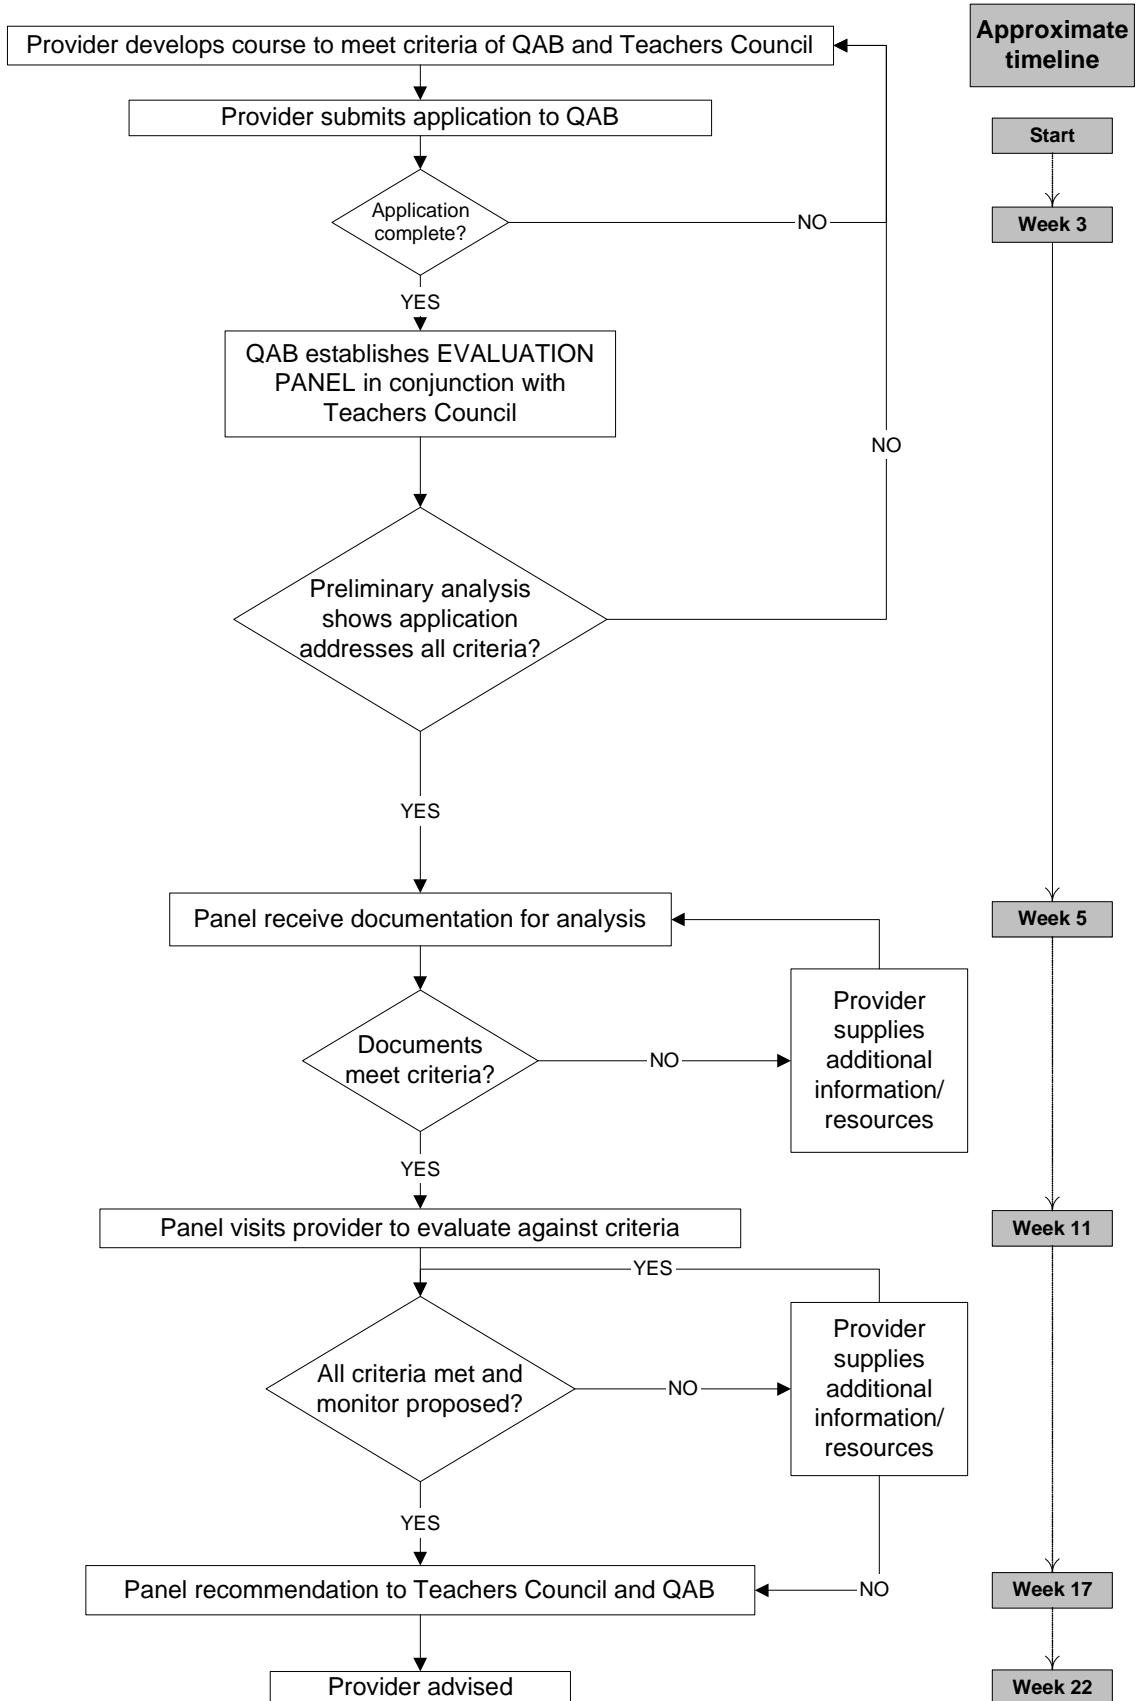 Approximate
timeline
Provider develops course to meet criteria of QAB and Teachers Council
Provider submits application to QAB
Start
Application
complete?
NO
Week 3
YES
QAB establishes EVALUATION
PANEL in conjunction with
Teachers Council
NO
Preliminary analysis
shows application
addresses all criteria?
YES
Panel receive documentation for analysis
Week 5
Documents
meet criteria?
NO
Provider
supplies
additional
information/
resources
YES
Panel visits provider to evaluate against criteria
Week 11
YES
All criteria met and
monitor proposed?
NO
Provider
supplies
additional
information/
resources
YES
Panel recommendation to Teachers Council and QAB
NO
Week 17
Provider advised
Week 22